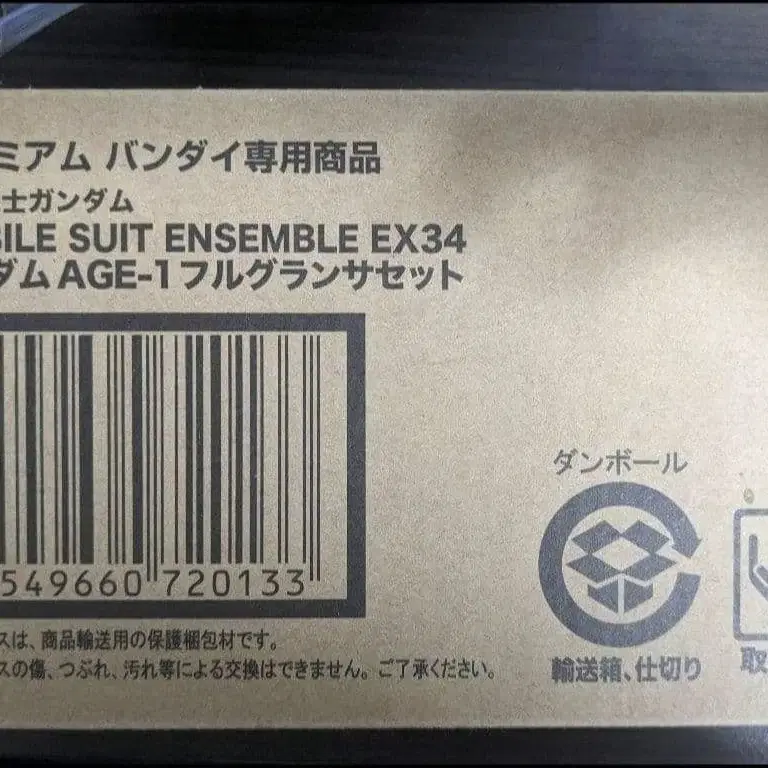 ミアム バンダイ専用商品
士ガンダム
BILE SUIT ENSEMBLE EX34
ダムAGE-1フルグランサセット
549660 720133
スは、商品輸送用の保護梱包材です。
スの傷、つぶれ、汚れ等による交換はできません。ご了承ください。
ダンボール
輸送箱、仕切り
取